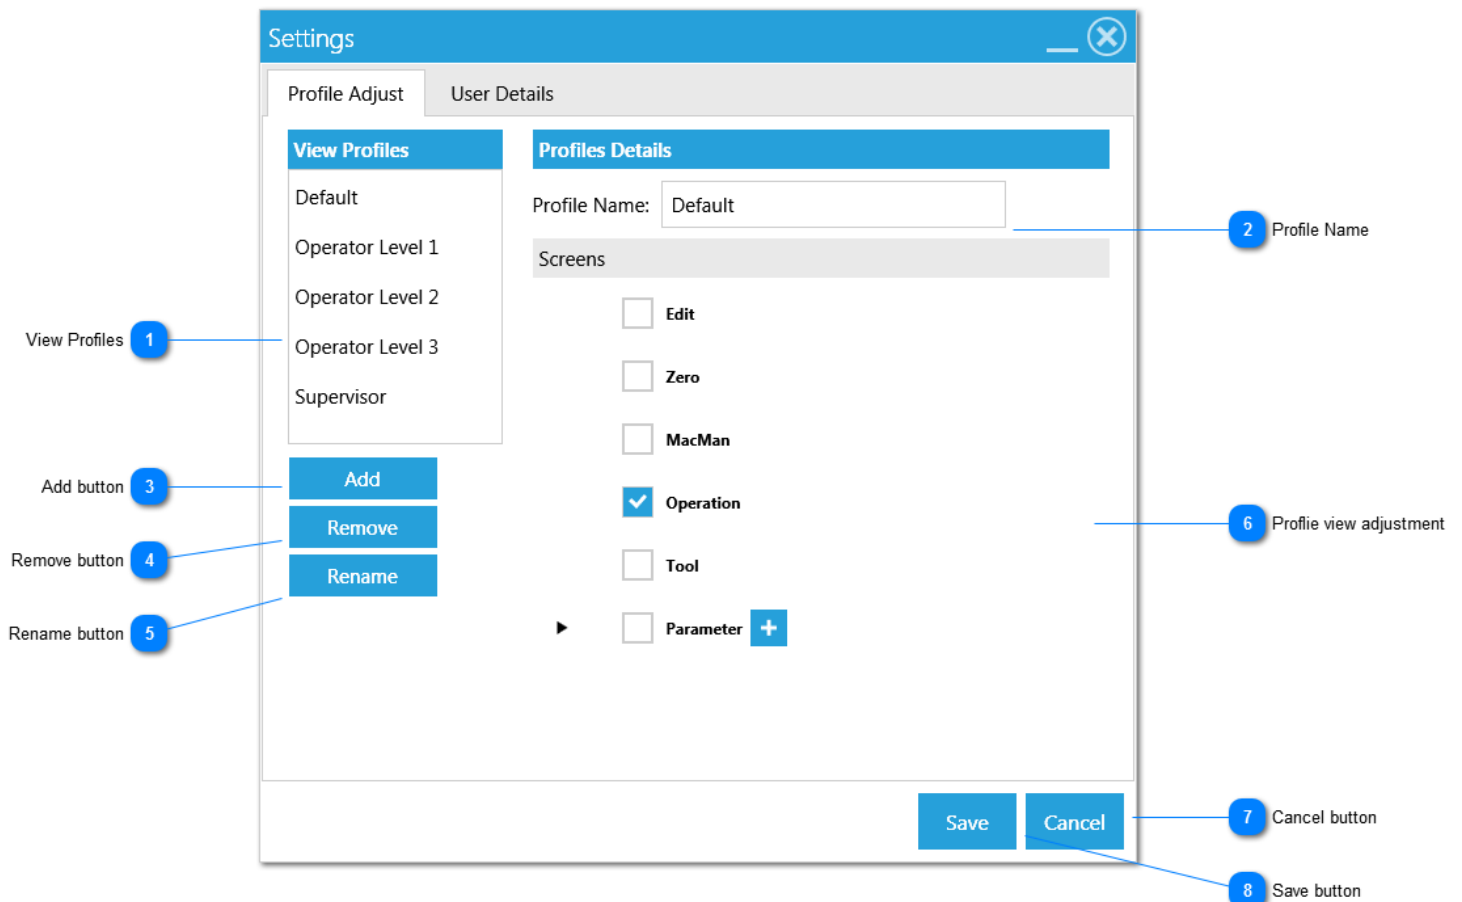 Settings
Profile Adjust
User Details
View Profiles
Default
Operator Level 1
Operator Level 2
Operator Level 3
Supervisor
Add
Remove
Rename
Profiles Details
Profile Name: Default
Screens
Edit
Zero
MacMan
Operation
Tool
Parameter +
Save
Cancel
View Profiles 1
Add button 3
Remove button 4
Rename button 5
2 Profile Name
6 Proflie view adjustment
7 Cancel button
8 Save button